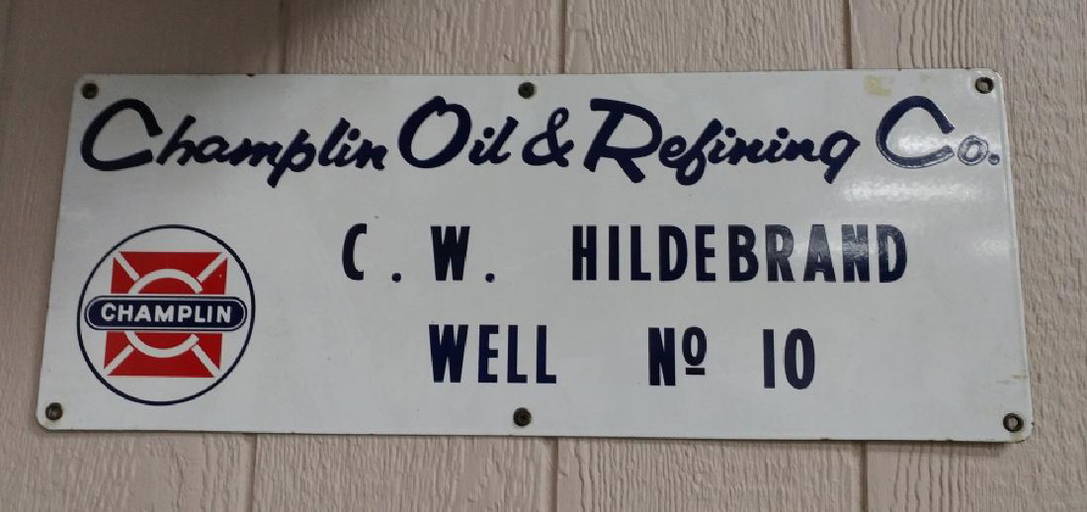 Champlin Oil & Refining Co.
CHAMPLIN
C. W. HILDEBRAND
WELL Nº 10